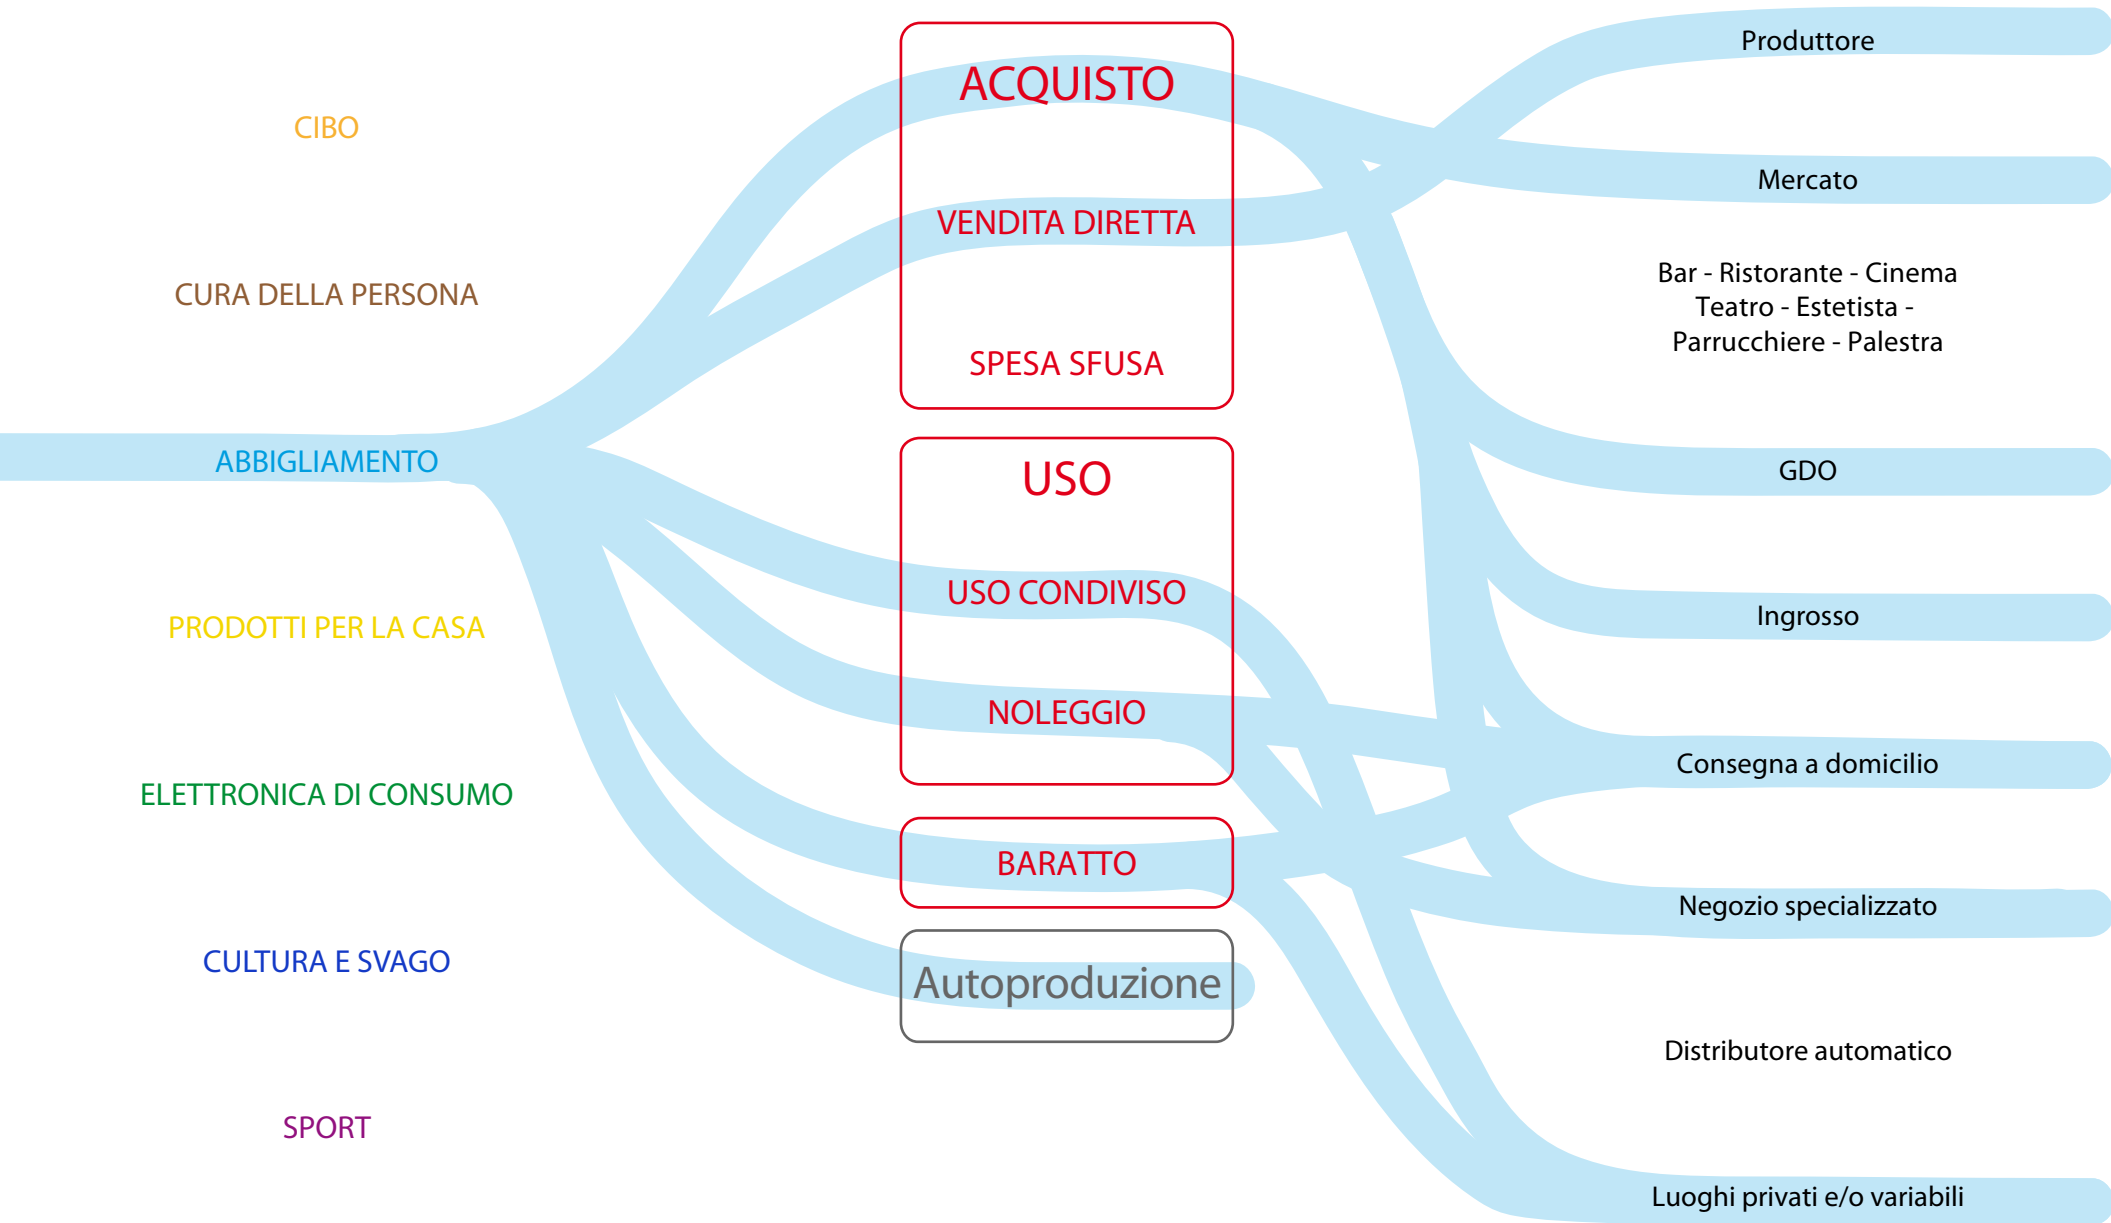 CIBO
CURA DELLA PERSONA
ABBIGLIAMENTO
PRODOTTI PER LA CASA
ELETTRONICA DI CONSUMO
CULTURA E SVAGO
SPORT
ACQUISTO
VENDITA DIRETTA
SPESA SFUSA
USO
USO CONDIVISO
NOLEGGIO
BARATTO
Autoproduzione
Produttore
Mercato
Bar - Ristorante - Cinema
Teatro - Estetista -
Parrucchiere - Palestra
GDO
Ingrosso
Consegna a domicilio
Negozio specializzato
Distributore automatico
Luoghi privati e/o variabili